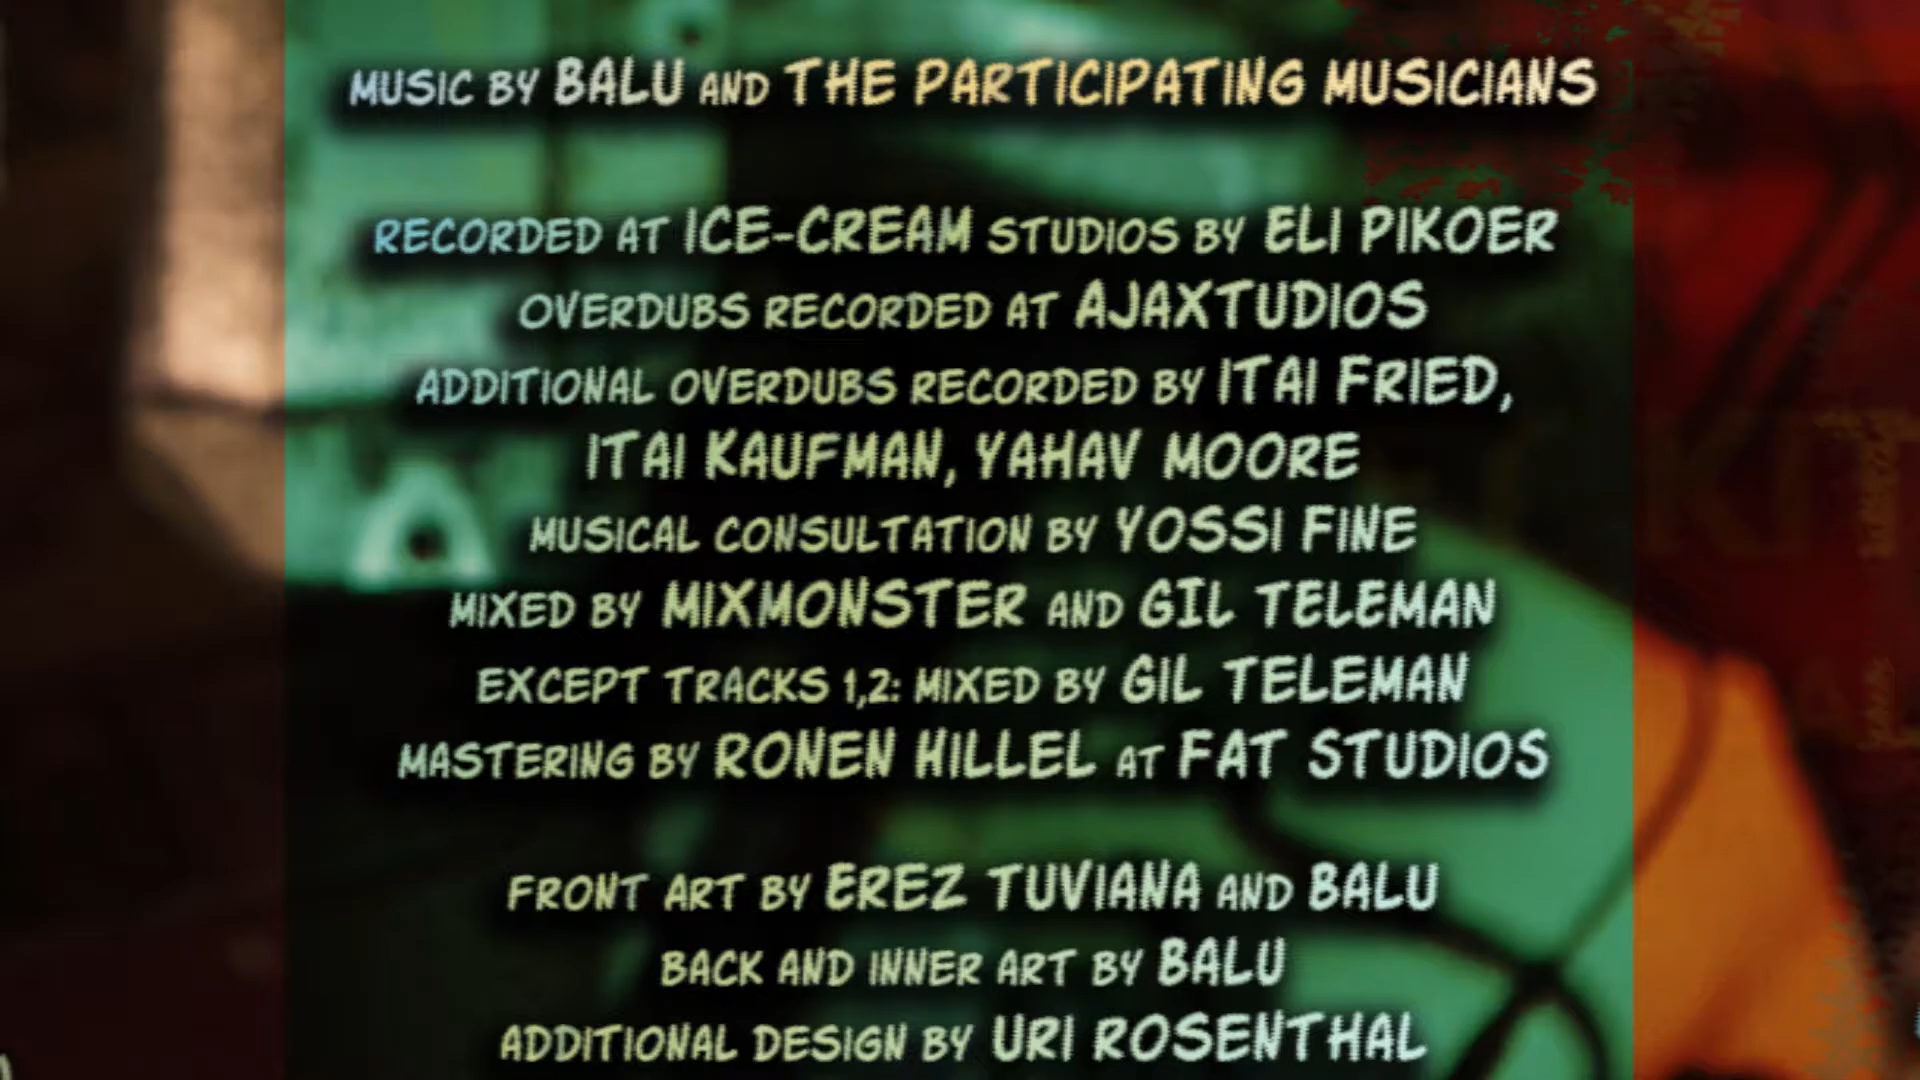 MUSIC BY BALU AND THE PARTICIPATING MUSICIANS
RECORDED AT ICE-CREAM STUDIOS BY ELI PIKOER
OVERDUBS RECORDED AT AJAXTUDIOS
ADDITIONAL OVERDUBS RECORDED BY ITAI FRIED,
ITAI KAUFMAN, YAHAV MOORE
MUSICAL CONSULTATION BY YOSSI FINE
MIXED BY MIXMONSTER AND GIL TELEMAN
EXCEPT TRACKS 1,2: MIXED BY GIL TELEMAN
MASTERING BY RONEN HILLEL AT FAT STUDIOS
FRONT ART BY EREZ TUVIANA AND BALU
BACK AND INNER ART BY BALU
ADDITIONAL DESIGN BY URI ROSENTHAL